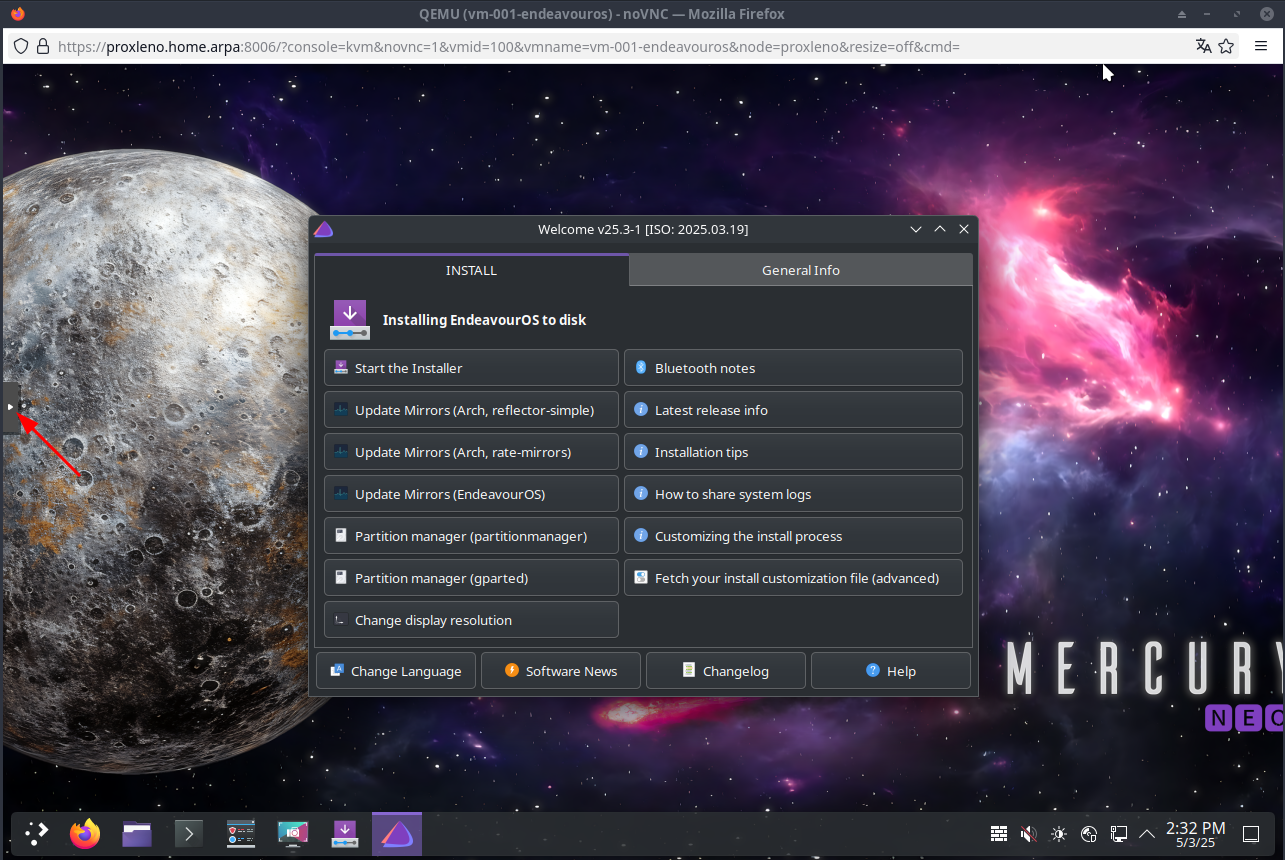 QEMU (vm-001-endeavouros) - noVNC — Mozilla Firefox
https://proxleno.home.arpa:8006/?console=kvm&novnc=1&vmid=100&vmname=vm-001-endeavouros&node=proxleno&resize=off&cmd=
Welcome v25.3-1 [ISO: 2025.03.19]
INSTALL
General Info
Installing EndeavourOS to disk
Start the Installer
Bluetooth notes
Update Mirrors (Arch, reflector-simple)
Latest release info
Update Mirrors (Arch, rate-mirrors)
Installation tips
Update Mirrors (EndeavourOS)
How to share system logs
Partition manager (partitionmanager)
Customizing the install process
Partition manager (gparted)
Fetch your install customization file (advanced)
Change display resolution
Change Language
Software News
Changelog
Help
MERCURY
NEO
2:32 PM
5/3/25